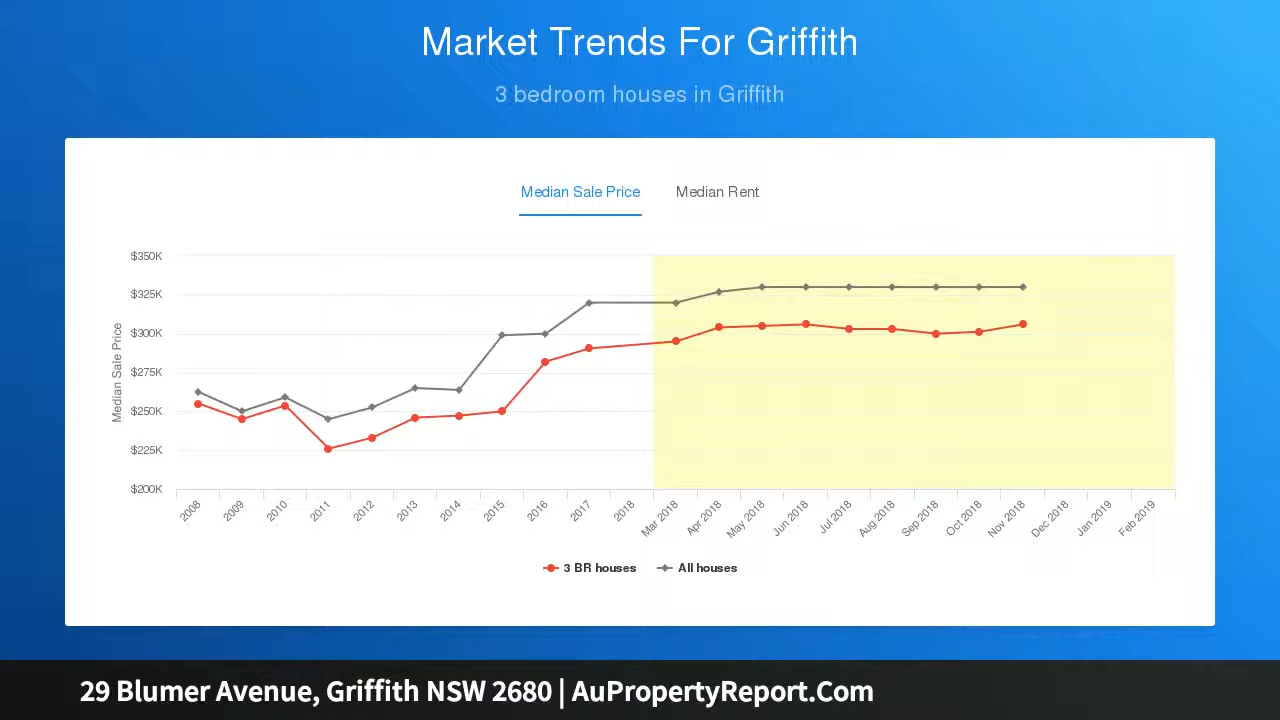 Market Trends For Griffith
3 bedroom houses in Griffith
Median Sale Price Median Rent
Median Sale Price
$350K
$325K
$300K
$275K
$250K
$225K
$200K
2008 2009 2010 2011 2012 2013 2014 2015 2016 2017 2018 Mar 2018 Apr 2018 May 2018 Jun 2018 Jul 2018 Aug 2018 Sep 2018 Oct 2018 Nov 2018 Dec 2018 Jan 2019 Feb 2019
3 BR houses All houses
29 Blumer Avenue, Griffith NSW 2680 | AuPropertyReport.Com